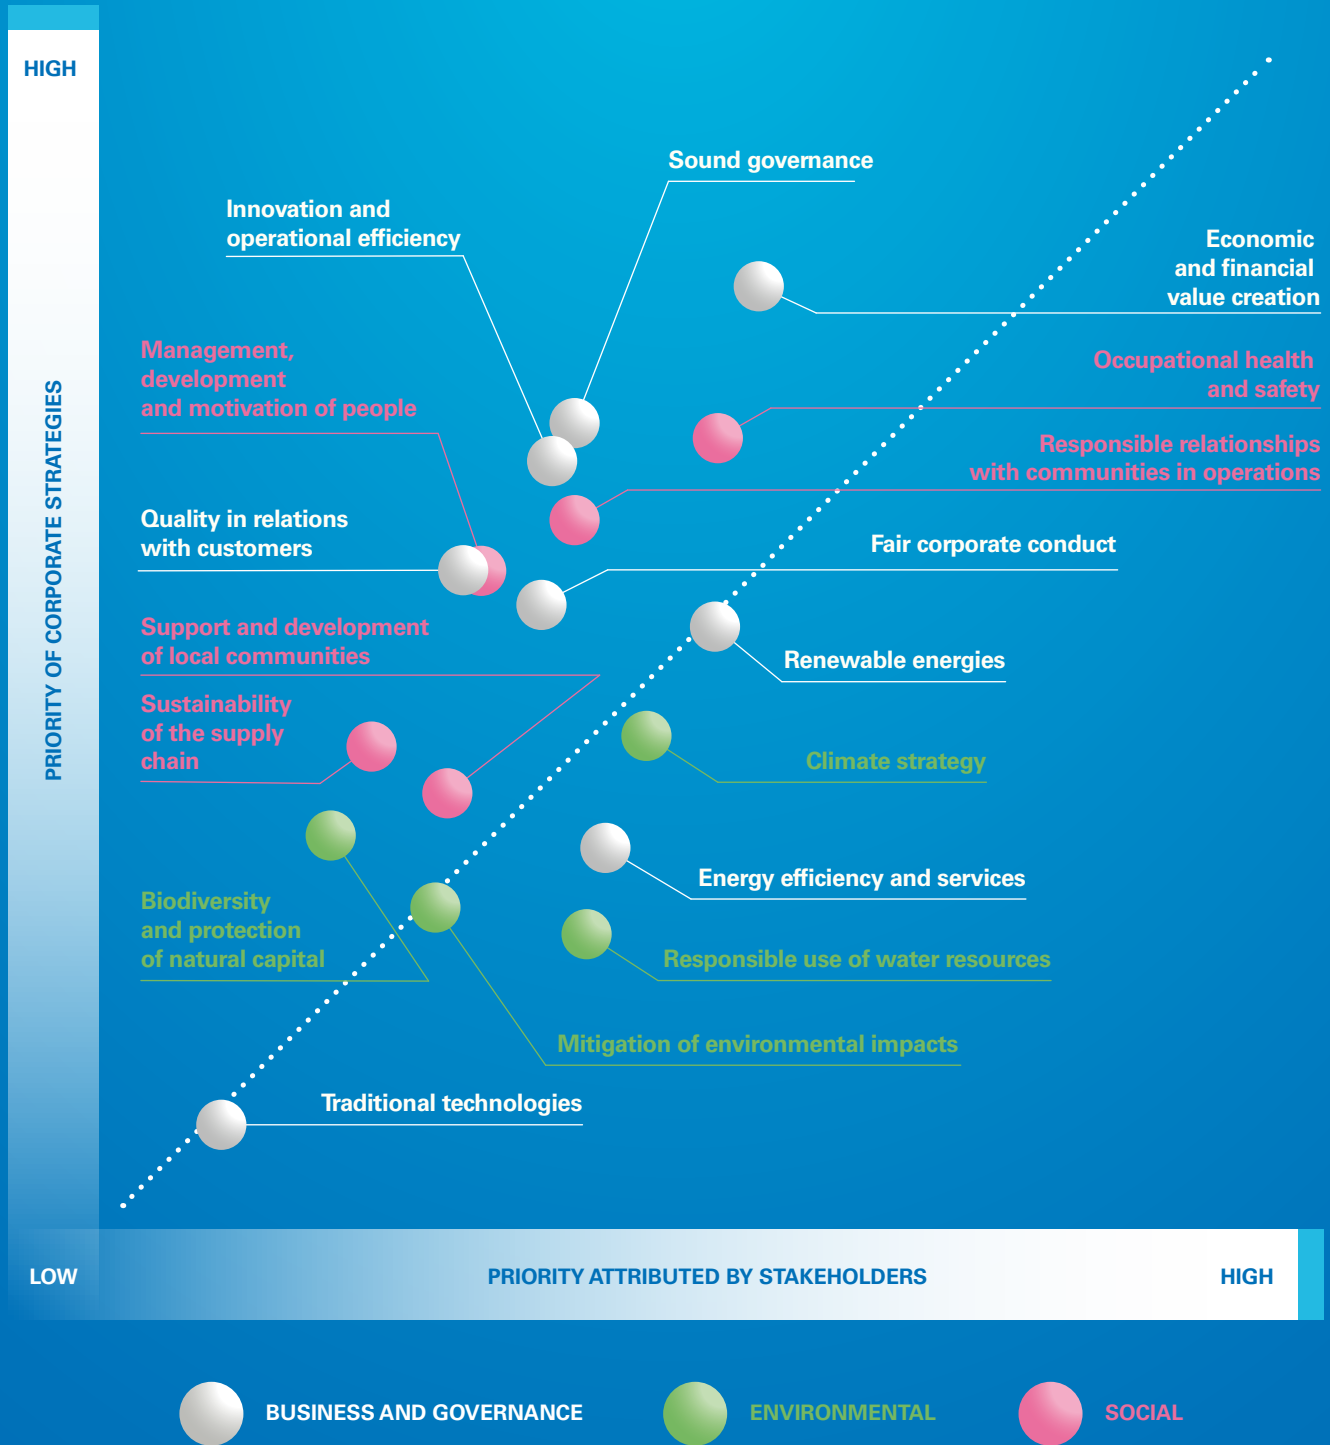 HIGH
PRIORITY OF CORPORATE STRATEGIES
Sound governance
Innovation and
operational efficiency
Economic
and financial
value creation
Management,
development
and motivation of people
Occupational health
and safety
Responsible relationships
with communities in operations
Quality in relations
with customers
Fair corporate conduct
Support and development
of local communities
Renewable energies
Sustainability
of the supply
chain
Climate strategy
Energy efficiency and services
Biodiversity
and protection
of natural capital
Responsible use of water resources
Mitigation of environmental impacts
Traditional technologies
LOW
PRIORITY ATTRIBUTED BY STAKEHOLDERS
HIGH
BUSINESS AND GOVERNANCE
ENVIRONMENTAL
SOCIAL